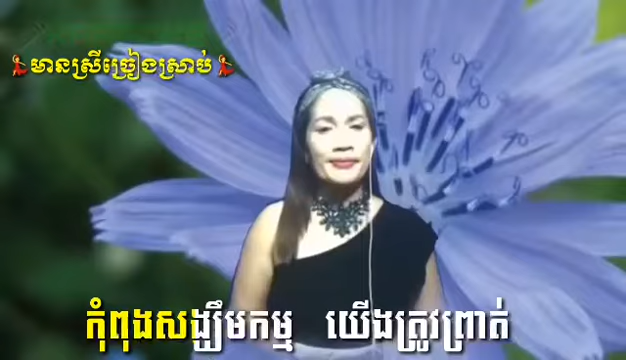 មានស្រីច្រៀងស្រាប់
កុំពុងសង្ឃឹមកម្ម យើងត្រូវព្រាត់